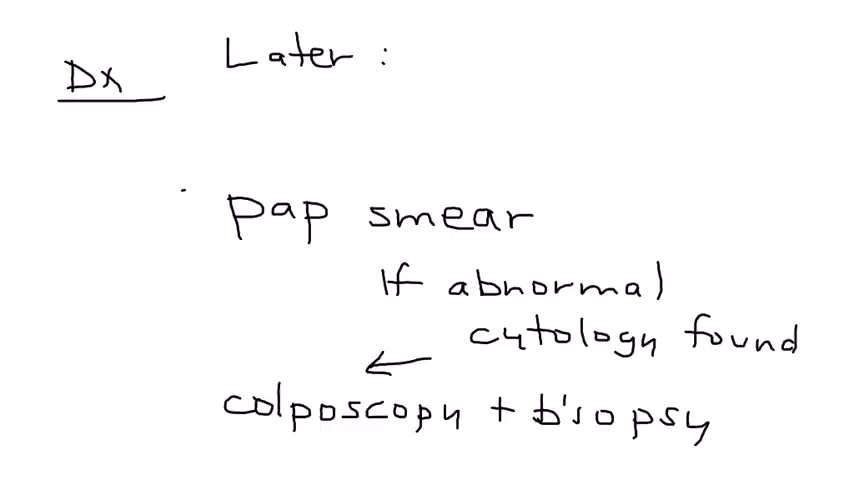 Dx
Later :
pap smear
If abnormal
cytology found
colposcopy + biopsy